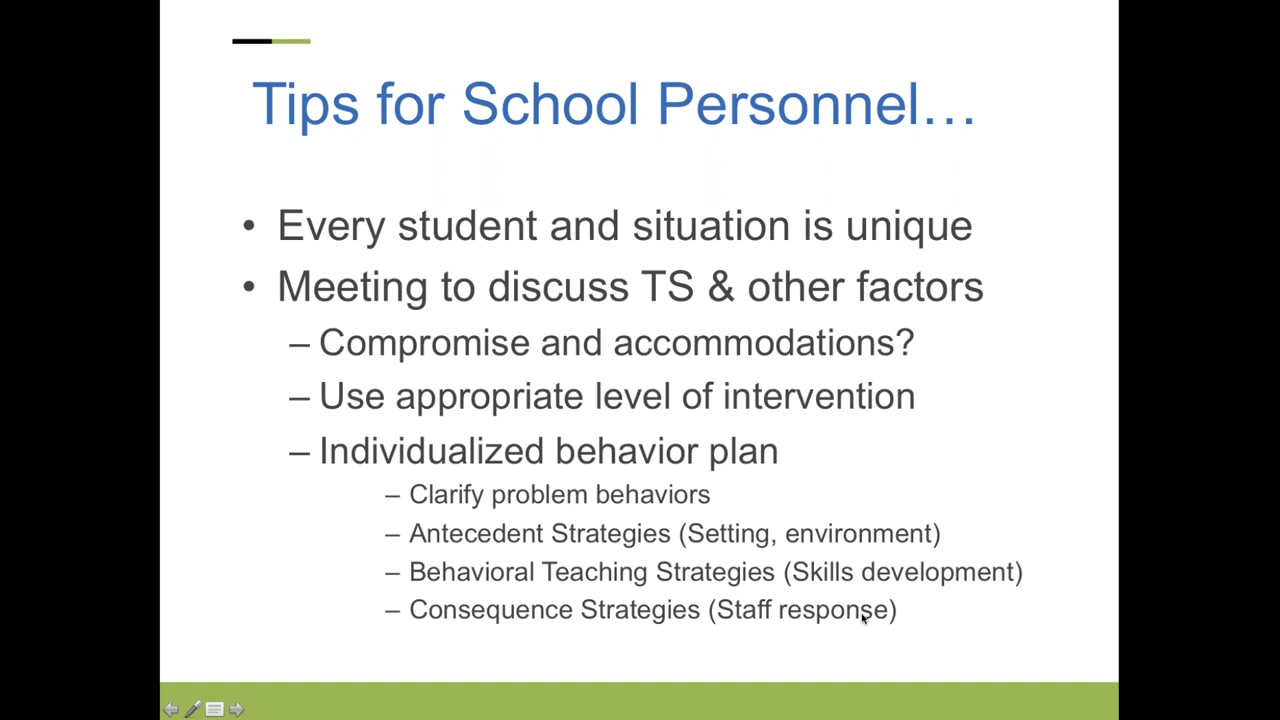 Tips for School Personnel…
• Every student and situation is unique
• Meeting to discuss TS & other factors
– Compromise and accommodations?
– Use appropriate level of intervention
– Individualized behavior plan
– Clarify problem behaviors
– Antecedent Strategies (Setting, environment)
– Behavioral Teaching Strategies (Skills development)
– Consequence Strategies (Staff response)